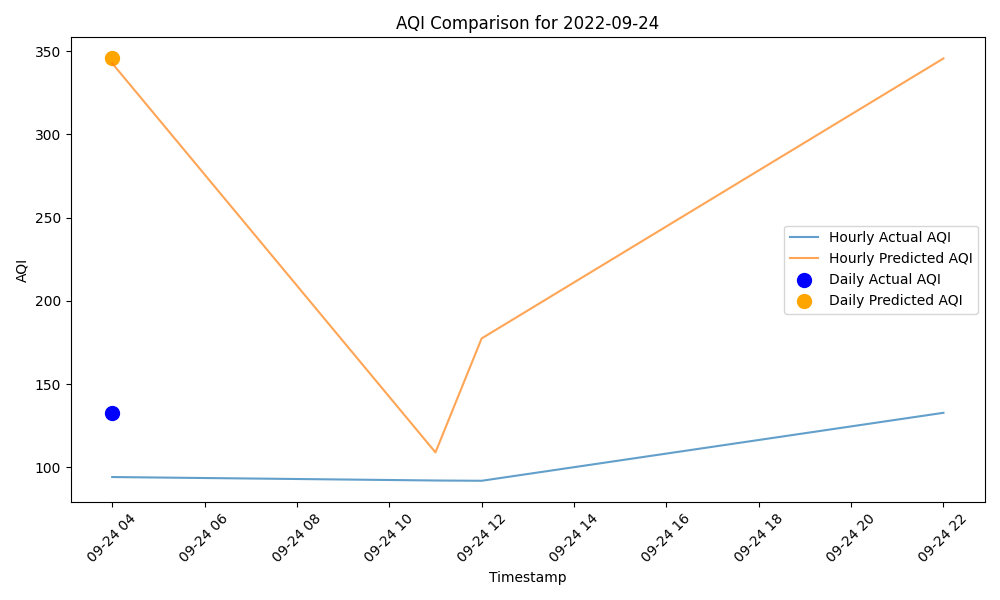 AQI Comparison for 2022-09-24
AQI
350
300
250
200
150
100
Hourly Actual AQI
Hourly Predicted AQI
Daily Actual AQI
Daily Predicted AQI
09-24 04
09-24 06
09-24 08
09-24 10
09-24 12
09-24 14
09-24 16
09-24 18
09-24 20
09-24 22
Timestamp